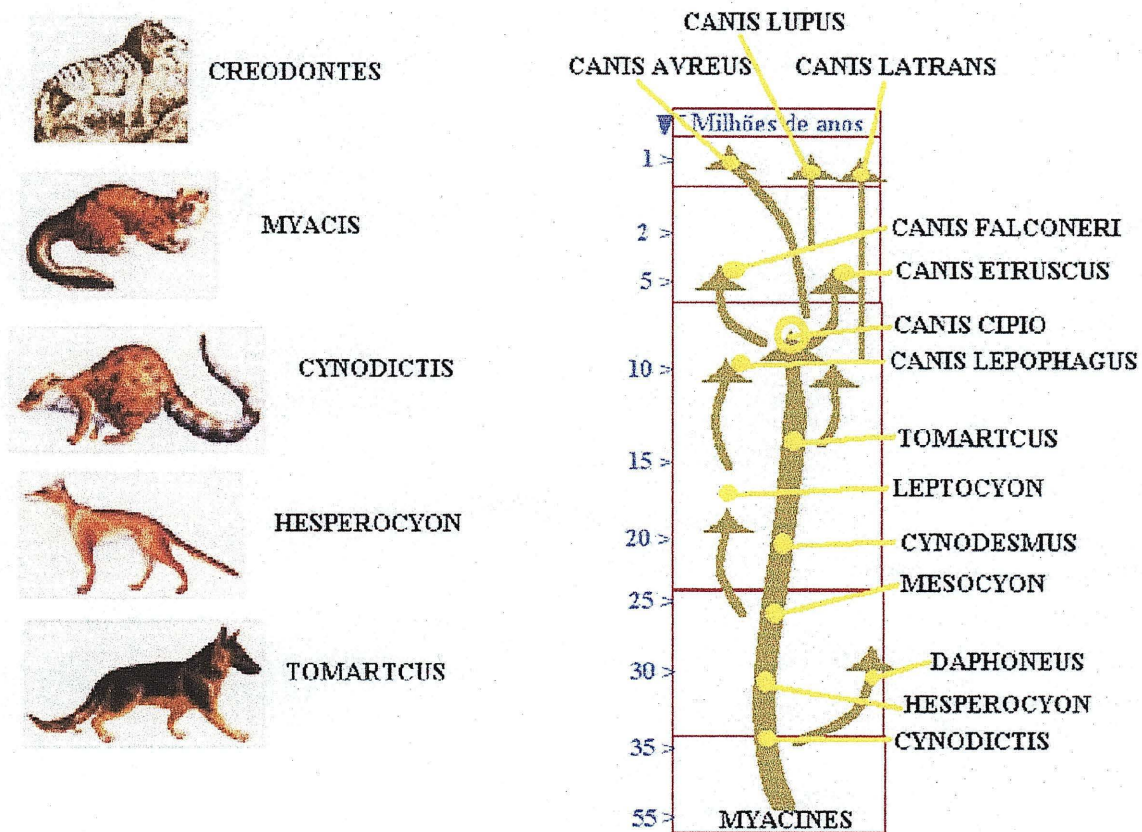 CREODONTES
MYACIS
CYNODICTIS
HESPEROCYON
TOMARTCUS
CANIS LUPUS
CANIS AVREUS
CANIS LATRANS
Milhões de anos
1 >
2 >
5 >
10 >
15 >
20 >
25 >
30 >
35 >
55 >
CANIS FALCONERI
CANIS ETRUSCUS
CANIS CIPIO
CANIS LEPOPHAGUS
TOMARTCUS
LEPTOCYON
CYNODESMUS
MESOCYON
DAPHONEUS
HESPEROCYON
CYNODICTIS
MYACINES